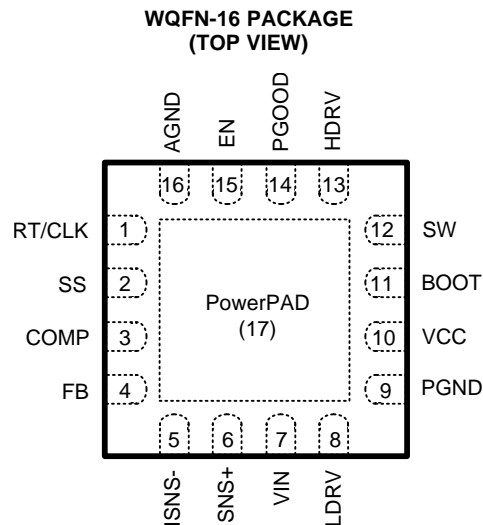 WQFN-16 PACKAGE
(TOP VIEW)
AGND
EN
PGOOD
HDRV
16
15
14
13
RT/CLK 1
12 SW
SS 2
11 BOOT
PowerPAD
(17)
COMP 3
10 VCC
FB 4
9 PGND
5
6
7
8
ISNS-
SNS+
VIN
LDRV